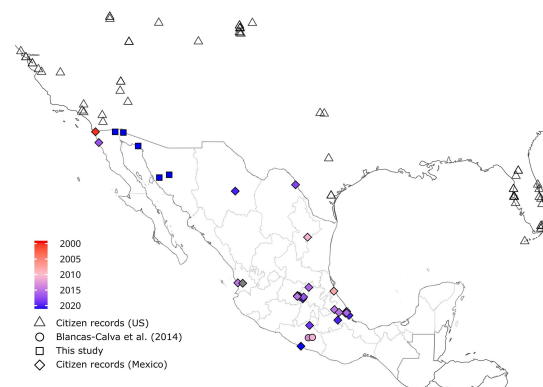 2000
2005
2010
2015
2020
Citizen records (US)
Blancas-Calva et al. (2014)
This study
Citizen records (Mexico)